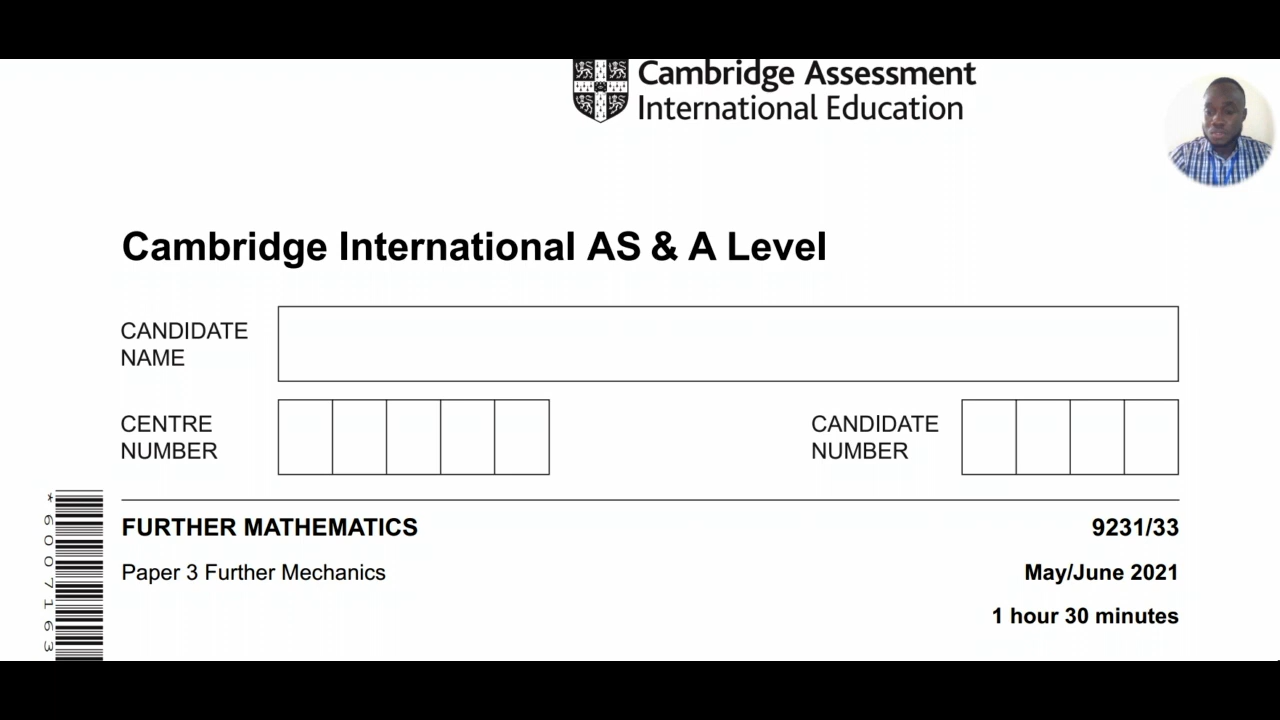 Cambridge Assessment
International Education
Cambridge International AS & A Level
CANDIDATE
NAME
CENTRE
NUMBER
CANDIDATE
NUMBER
FURTHER MATHEMATICS 9231/33
Paper 3 Further Mechanics May/June 2021
1 hour 30 minutes
*6007163